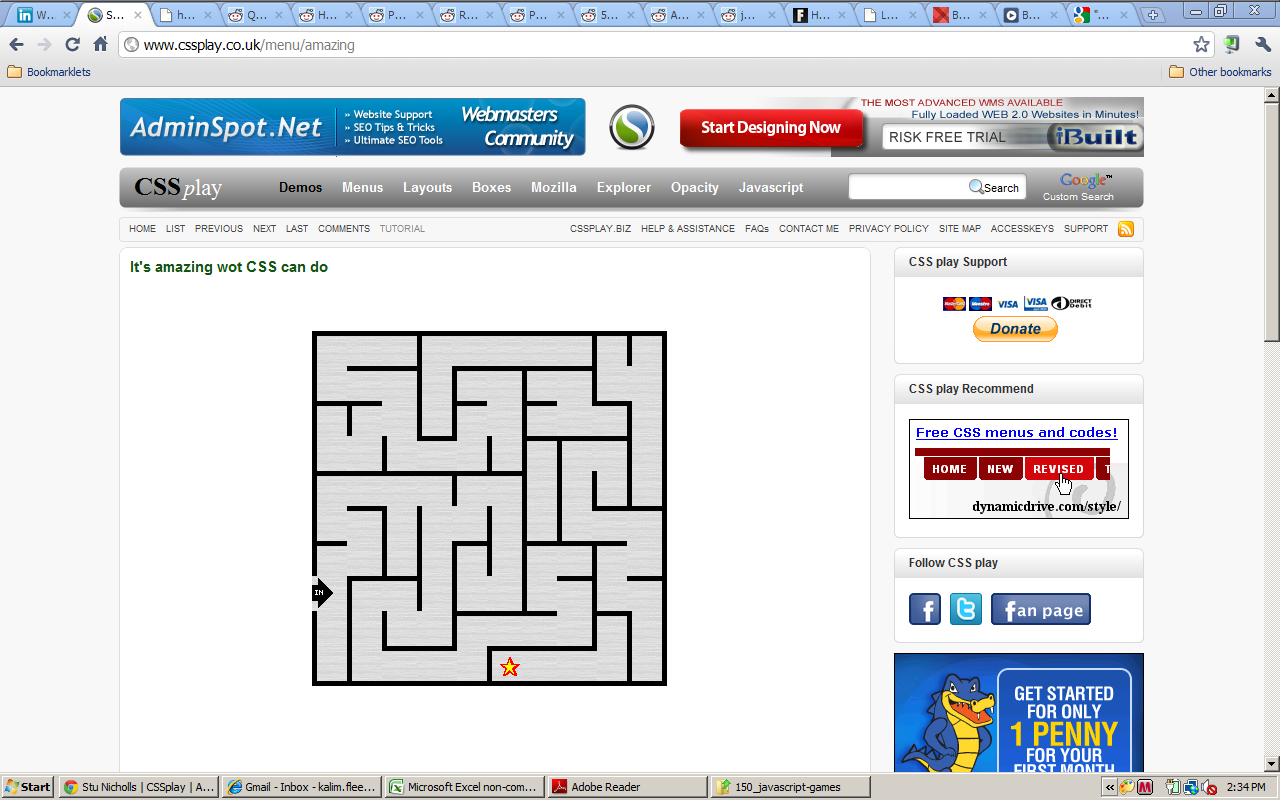 W...
S...
h...
Q...
H...
P...
R...
P...
5...
A...
j...
H...
L...
B...
B...
"...
www.cssplay.co.uk/menu/amazing
Bookmarklets
Other bookmarks
AdminSpot.Net
» Website Support
» SEO Tips & Tricks
» Ultimate SEO Tools
Webmasters
Community
Start Designing Now
THE MOST ADVANCED WMS AVAILABLE
Fully Loaded WEB 2.0 Websites in Minutes!
RISK FREE TRIAL
iBuilt
CSS play
Demos Menus Layouts Boxes Mozilla Explorer Opacity Javascript
Search
Google™
Custom Search
HOME LIST PREVIOUS NEXT LAST COMMENTS TUTORIAL
CSSPLAY.BIZ HELP & ASSISTANCE FAQs CONTACT ME PRIVACY POLICY SITE MAP ACCESSKEYS SUPPORT
It's amazing wot CSS can do
IN
CSS play Support
MasterCard Maestro VISA VISA DIRECT Debit
Donate
CSS play Recommend
Free CSS menus and codes!
HOME NEW REVISED T
dynamicdrive.com/style/
Follow CSS play
f
fan page
GET STARTED
FOR ONLY
1 PENNY
FOR YOUR
FIRST MONTH
Start
Stu Nicholls | CSSplay | A...
Gmail - Inbox - kalim.flee...
Microsoft Excel non-com...
Adobe Reader
150_javascript-games
2:34 PM